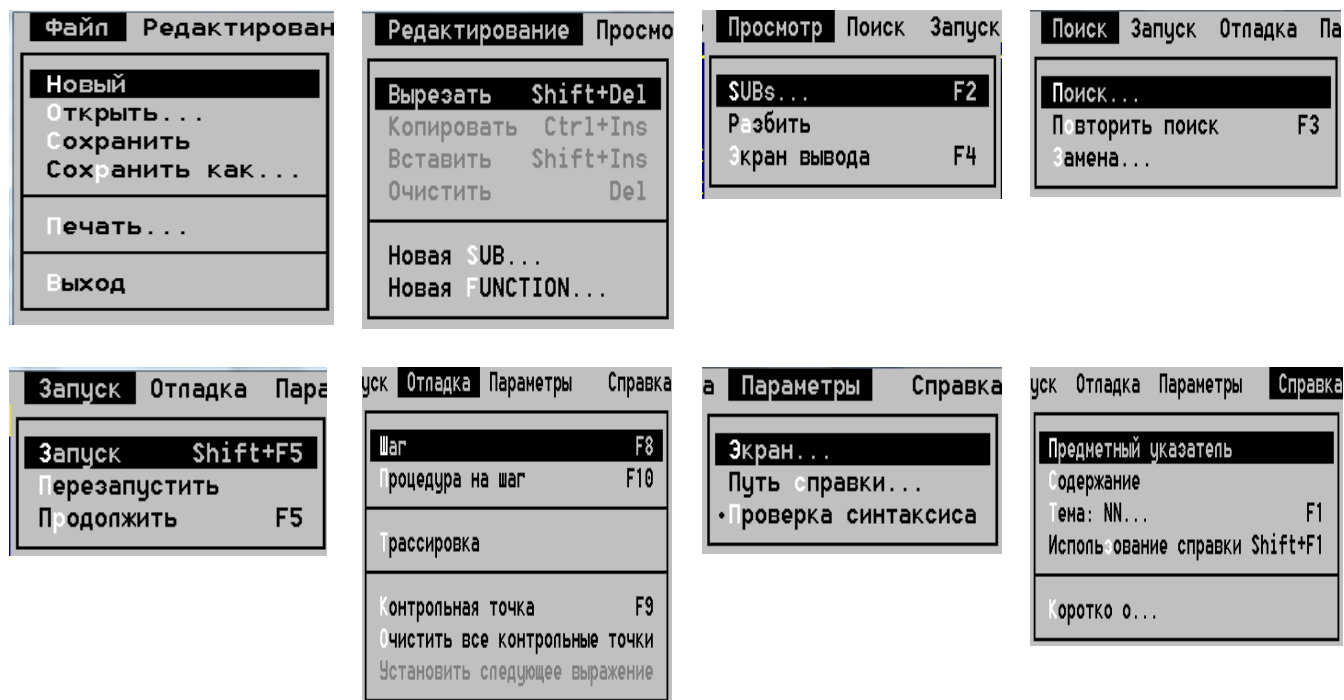 Файл Редактирован
Новый
Открыть...
Сохранить
Сохранить как...
Печать...
Выход
Редактирование Просмо
Вырезать Shift+Del
Копировать Ctrl+Ins
Вставить Shift+Ins
Очистить Del
Новая SUB...
Новая FUNCTION...
Просмотр Поиск Запуск
SUBs... F2
Разбить
Экран вывода F4
Поиск Запуск Отладка Па
Поиск...
Повторить поиск F3
Замена...
Запуск Отладка Пара
Запуск Shift+F5
Перезапустить
Продолжить F5
уск Отладка Параметры Справка
Шаг F8
Процедура на шаг F10
Трассировка
Контрольная точка F9
Очистить все контрольные точки
Установить следующее выражение
а Параметры Справка
Экран...
Путь справки...
•Проверка синтаксиса
уск Отладка Параметры Справка
Предметный указатель
Содержание
Тема: NN... F1
Использование справки Shift+F1
Коротко о...